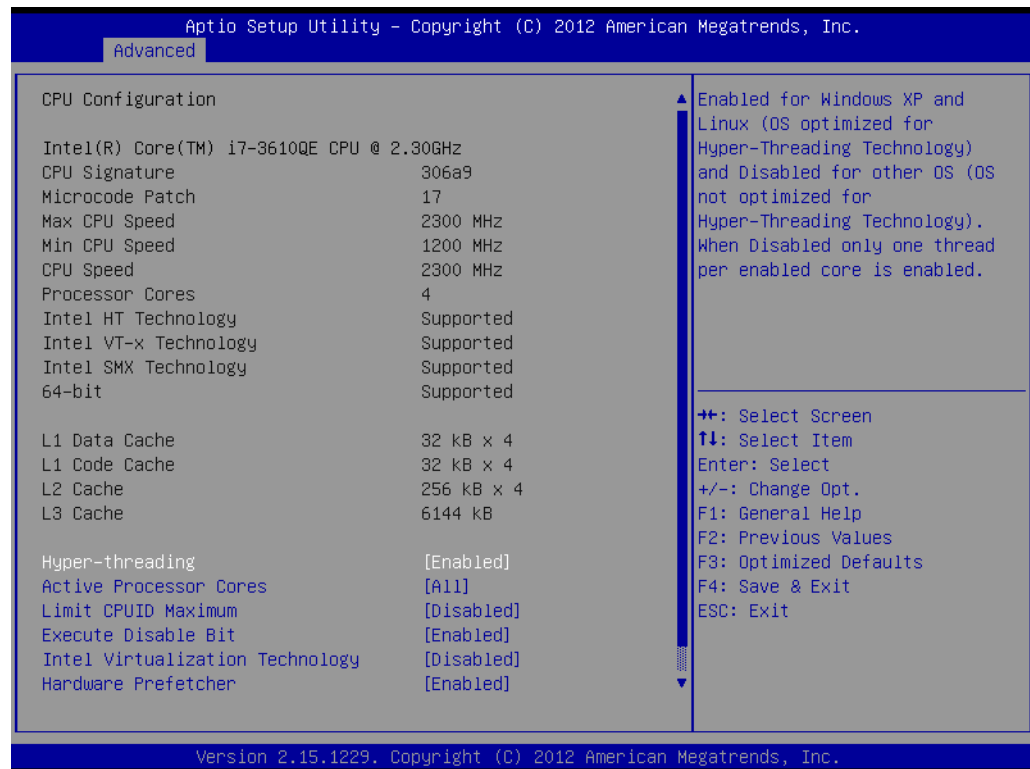 Aptio Setup Utility – Copyright (C) 2012 American Megatrends, Inc.
Advanced
CPU Configuration
Intel(R) Core(TM) i7-3610QE CPU @ 2.30GHz
CPU Signature 306a9
Microcode Patch 17
Max CPU Speed 2300 MHz
Min CPU Speed 1200 MHz
CPU Speed 2300 MHz
Processor Cores 4
Intel HT Technology Supported
Intel VT-x Technology Supported
Intel SMX Technology Supported
64-bit Supported
L1 Data Cache 32 kB x 4
L1 Code Cache 32 kB x 4
L2 Cache 256 kB x 4
L3 Cache 6144 kB
Hyper-threading [Enabled]
Active Processor Cores [All]
Limit CPUID Maximum [Disabled]
Execute Disable Bit [Enabled]
Intel Virtualization Technology [Disabled]
Hardware Prefetcher [Enabled]
Enabled for Windows XP and
Linux (OS optimized for
Hyper-Threading Technology)
and Disabled for other OS (OS
not optimized for
Hyper-Threading Technology).
When Disabled only one thread
per enabled core is enabled.
→←: Select Screen
↑↓: Select Item
Enter: Select
+/-: Change Opt.
F1: General Help
F2: Previous Values
F3: Optimized Defaults
F4: Save & Exit
ESC: Exit
Version 2.15.1229. Copyright (C) 2012 American Megatrends, Inc.